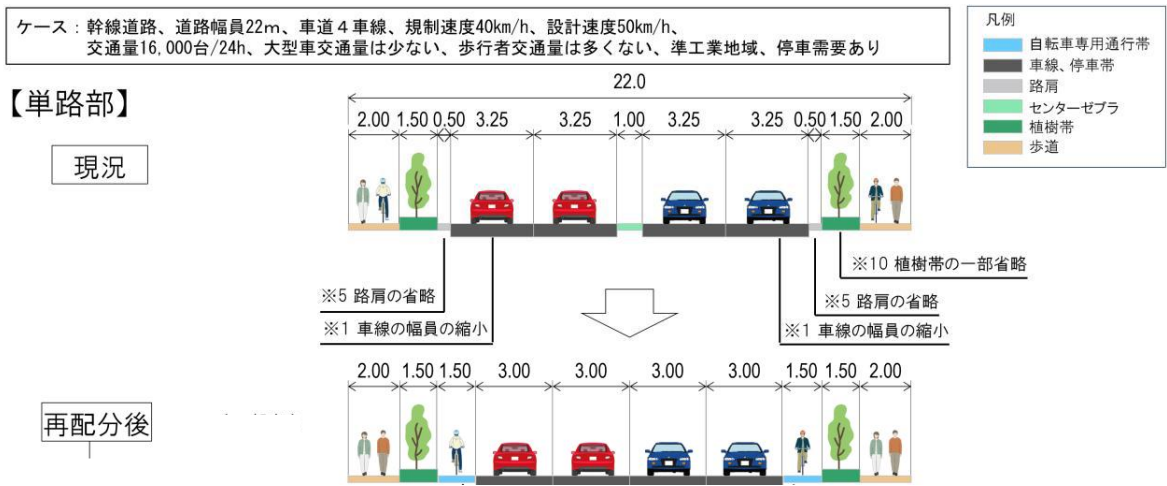 ケース：幹線道路、道路幅員22m、車道４車線、規制速度40km/h、設計速度50km/h、
交通量16,000台/24h、大型車交通量は少ない、歩行者交通量は多くない、準工業地域、停車需要あり
凡例
自転車専用通行帯
車線、停車帯
路肩
センターゼブラ
植樹帯
歩道
【単路部】
22.0
2.00 1.50 0.50 3.25 3.25 1.00 3.25 3.25 0.50 1.50 2.00
現況
※10 植樹帯の一部省略
※5 路肩の省略 ※5 路肩の省略
※1 車線の幅員の縮小 ※1 車線の幅員の縮小
2.00 1.50 1.50 3.00 3.00 3.00 3.00 1.50 1.50 2.00
再配分後